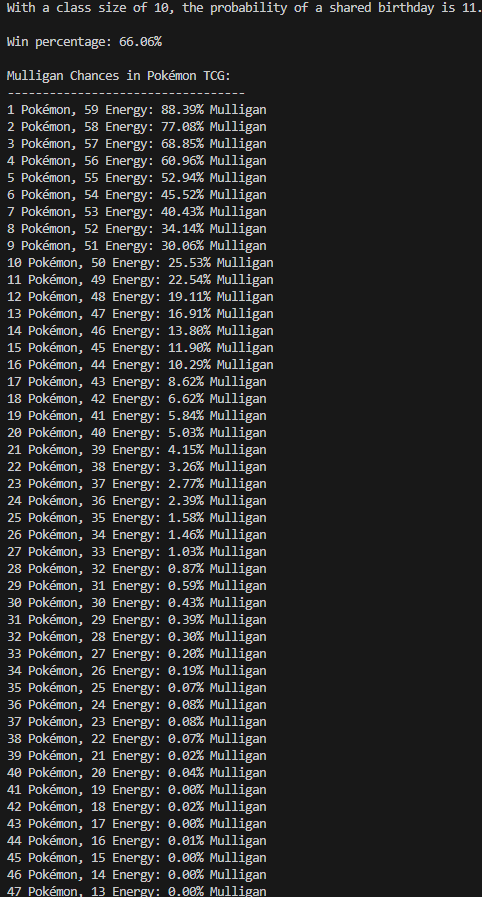 With a class size of 10, the probability of a shared birthday is 11.
Win percentage: 66.06%
Mulligan Chances in Pokémon TCG:
----------------------------------
1 Pokémon, 59 Energy: 88.39% Mulligan
2 Pokémon, 58 Energy: 77.08% Mulligan
3 Pokémon, 57 Energy: 68.85% Mulligan
4 Pokémon, 56 Energy: 60.96% Mulligan
5 Pokémon, 55 Energy: 52.94% Mulligan
6 Pokémon, 54 Energy: 45.52% Mulligan
7 Pokémon, 53 Energy: 40.43% Mulligan
8 Pokémon, 52 Energy: 34.14% Mulligan
9 Pokémon, 51 Energy: 30.06% Mulligan
10 Pokémon, 50 Energy: 25.53% Mulligan
11 Pokémon, 49 Energy: 22.54% Mulligan
12 Pokémon, 48 Energy: 19.11% Mulligan
13 Pokémon, 47 Energy: 16.91% Mulligan
14 Pokémon, 46 Energy: 13.80% Mulligan
15 Pokémon, 45 Energy: 11.90% Mulligan
16 Pokémon, 44 Energy: 10.29% Mulligan
17 Pokémon, 43 Energy: 8.62% Mulligan
18 Pokémon, 42 Energy: 6.62% Mulligan
19 Pokémon, 41 Energy: 5.84% Mulligan
20 Pokémon, 40 Energy: 5.03% Mulligan
21 Pokémon, 39 Energy: 4.15% Mulligan
22 Pokémon, 38 Energy: 3.26% Mulligan
23 Pokémon, 37 Energy: 2.77% Mulligan
24 Pokémon, 36 Energy: 2.39% Mulligan
25 Pokémon, 35 Energy: 1.58% Mulligan
26 Pokémon, 34 Energy: 1.46% Mulligan
27 Pokémon, 33 Energy: 1.03% Mulligan
28 Pokémon, 32 Energy: 0.87% Mulligan
29 Pokémon, 31 Energy: 0.59% Mulligan
30 Pokémon, 30 Energy: 0.43% Mulligan
31 Pokémon, 29 Energy: 0.39% Mulligan
32 Pokémon, 28 Energy: 0.30% Mulligan
33 Pokémon, 27 Energy: 0.20% Mulligan
34 Pokémon, 26 Energy: 0.19% Mulligan
35 Pokémon, 25 Energy: 0.07% Mulligan
36 Pokémon, 24 Energy: 0.08% Mulligan
37 Pokémon, 23 Energy: 0.08% Mulligan
38 Pokémon, 22 Energy: 0.07% Mulligan
39 Pokémon, 21 Energy: 0.02% Mulligan
40 Pokémon, 20 Energy: 0.04% Mulligan
41 Pokémon, 19 Energy: 0.00% Mulligan
42 Pokémon, 18 Energy: 0.02% Mulligan
43 Pokémon, 17 Energy: 0.00% Mulligan
44 Pokémon, 16 Energy: 0.01% Mulligan
45 Pokémon, 15 Energy: 0.00% Mulligan
46 Pokémon, 14 Energy: 0.00% Mulligan
47 Pokémon, 13 Energy: 0.00% Mulligan